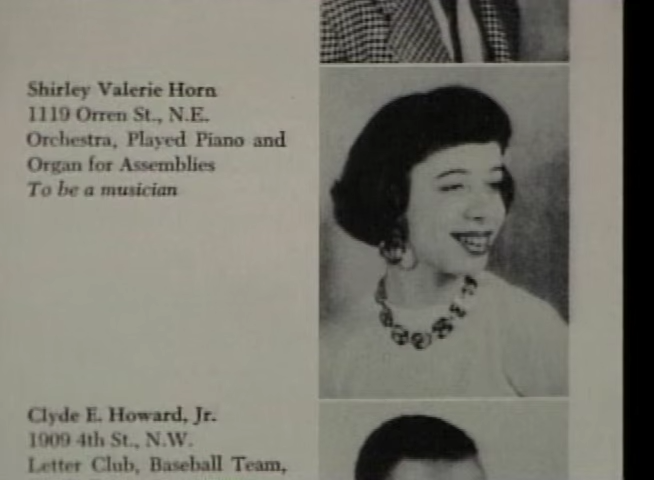 Shirley Valerie Horn
1119 Orren St., N.E.
Orchestra, Played Piano and
Organ for Assemblies
To be a musician
Clyde E. Howard, Jr.
1909 4th St., N.W.
Letter Club, Baseball Team,